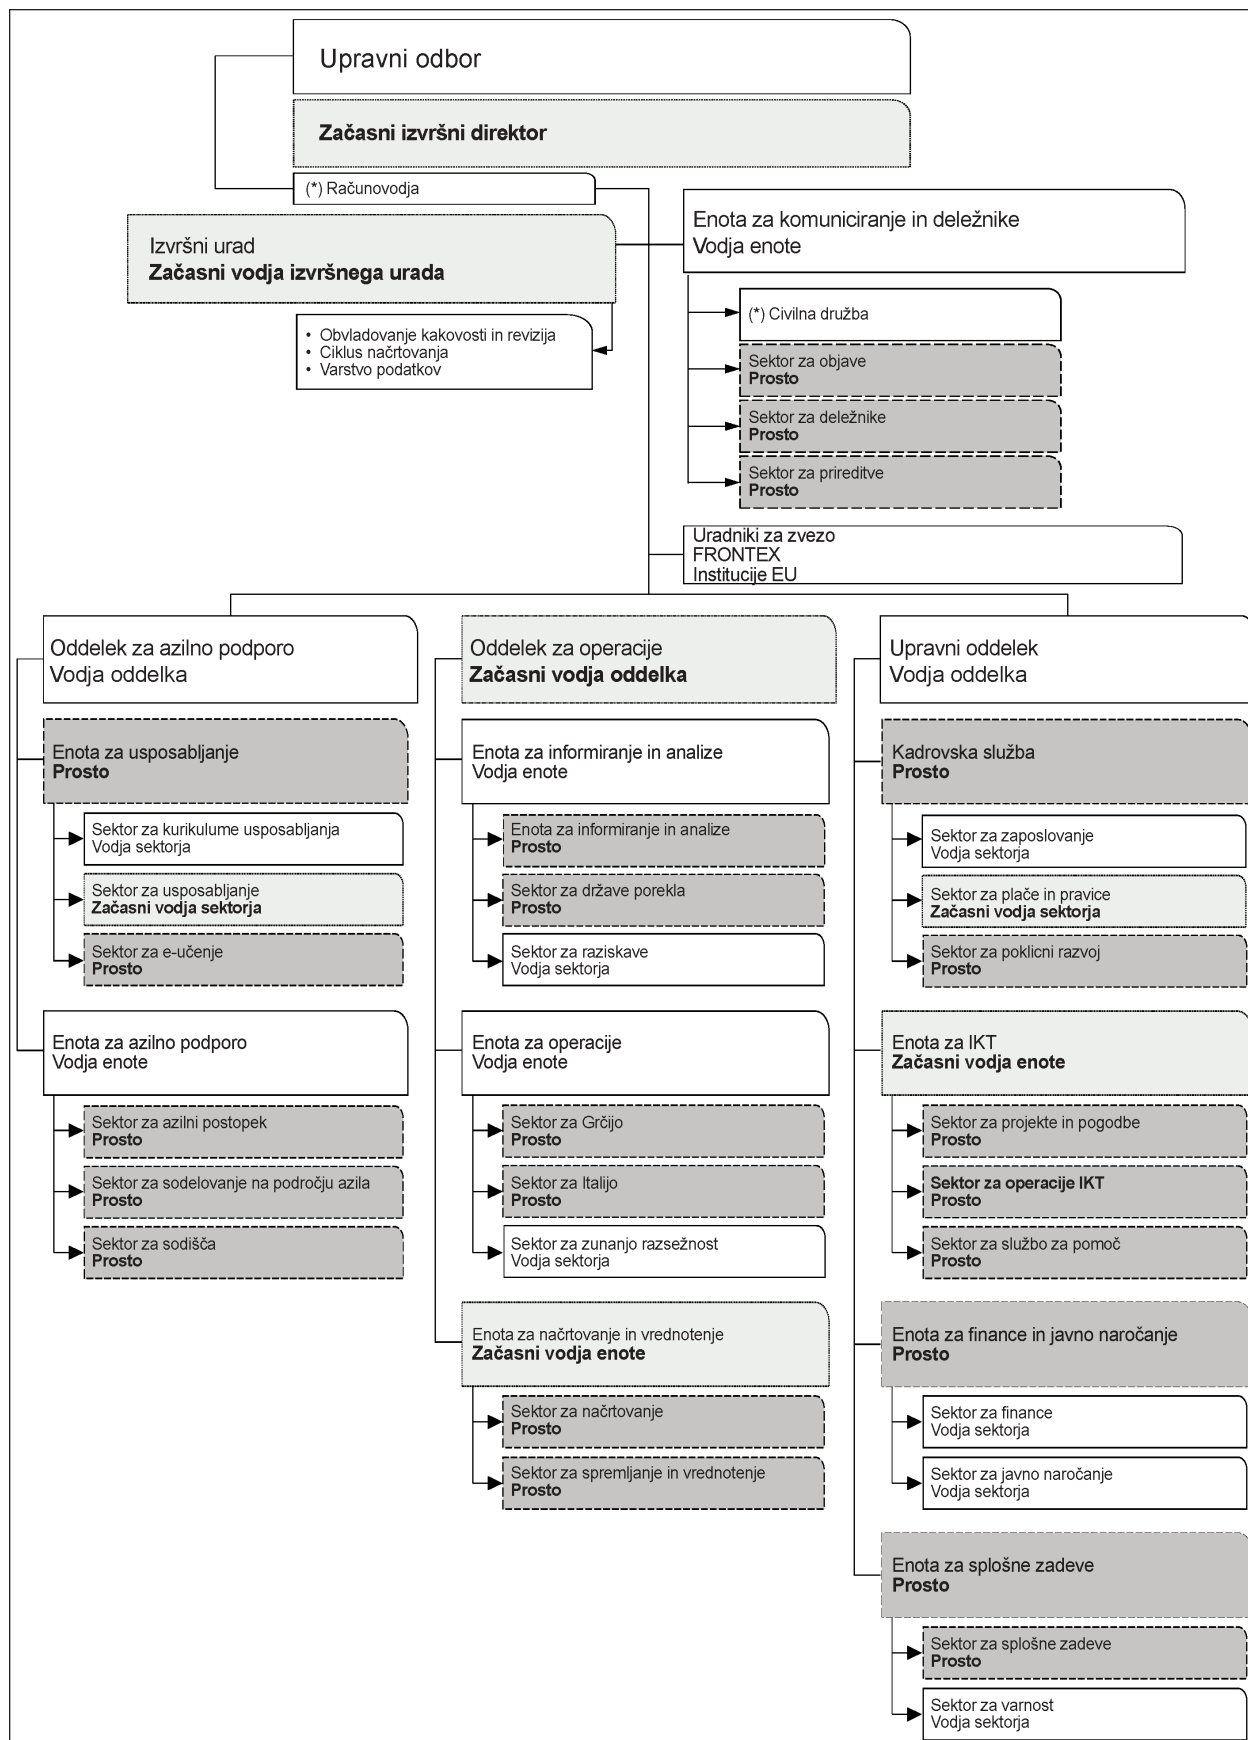 Upravni odbor
Začasni izvršni direktor
(*) Računovodja
Izvršni urad
Začasni vodja izvršnega urada
• Obvladovanje kakovosti in revizija
• Ciklus načrtovanja
• Varstvo podatkov
Enota za komuniciranje in deležnike
Vodja enote
(*) Civilna družba
Sektor za objave
Prosto
Sektor za deležnike
Prosto
Sektor za prireditve
Prosto
Uradniki za zvezo
FRONTEX
Institucije EU
Oddelek za azilno podporo
Vodja oddelka
Enota za usposabljanje
Prosto
Sektor za kurikulume usposabljanja
Vodja sektorja
Sektor za usposabljanje
Začasni vodja sektorja
Sektor za e-učenje
Prosto
Enota za azilno podporo
Vodja enote
Sektor za azilni postopek
Prosto
Sektor za sodelovanje na področju azila
Prosto
Sektor za sodišča
Prosto
Oddelek za operacije
Začasni vodja oddelka
Enota za informiranje in analize
Vodja enote
Enota za informiranje in analize
Prosto
Sektor za države porekla
Prosto
Sektor za raziskave
Vodja sektorja
Enota za operacije
Vodja enote
Sektor za Grčijo
Prosto
Sektor za Italijo
Prosto
Sektor za zunanjo razsežnost
Vodja sektorja
Enota za načrtovanje in vrednotenje
Začasni vodja enote
Sektor za načrtovanje
Prosto
Sektor za spremljanje in vrednotenje
Prosto
Upravni oddelek
Vodja oddelka
Kadrovska služba
Prosto
Sektor za zaposlovanje
Vodja sektorja
Sektor za plače in pravice
Začasni vodja sektorja
Sektor za poklicni razvoj
Prosto
Enota za IKT
Začasni vodja enote
Sektor za projekte in pogodbe
Prosto
Sektor za operacije IKT
Prosto
Sektor za službo za pomoč
Prosto
Enota za finance in javno naročanje
Prosto
Sektor za finance
Vodja sektorja
Sektor za javno naročanje
Vodja sektorja
Enota za splošne zadeve
Prosto
Sektor za splošne zadeve
Prosto
Sektor za varnost
Vodja sektorja